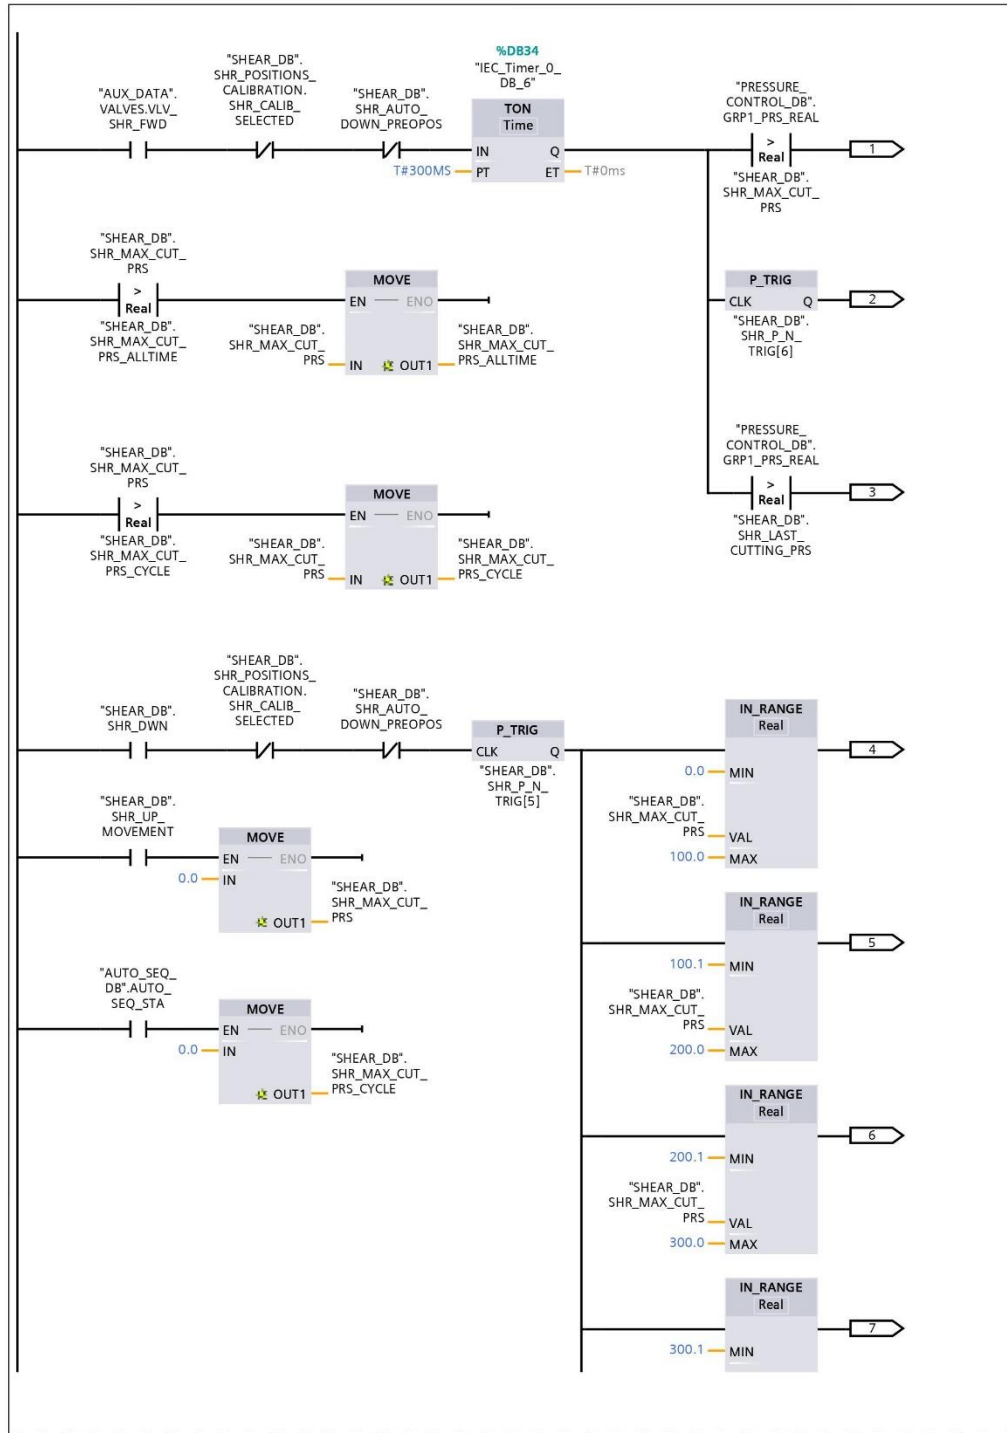 %DB34
"IEC_Timer_0_
DB_6"
"AUX_DATA".
VALVES.VLV_
SHR_FWD
"SHEAR_DB".
SHR_POSITIONS_
CALIBRATION.
SHR_CALIB_
SELECTED
"SHEAR_DB".
SHR_AUTO_
DOWN_PREOPOS
TON
Time
IN Q
T#300MS PT ET T#0ms
"PRESSURE_
CONTROL_DB".
GRP1_PRS_REAL
>
Real
"SHEAR_DB".
SHR_MAX_CUT_
PRS
1
"SHEAR_DB".
SHR_MAX_CUT_
PRS
>
Real
"SHEAR_DB".
SHR_MAX_CUT_
PRS_ALLTIME
MOVE
EN ENO
"SHEAR_DB".
SHR_MAX_CUT_
PRS
IN OUT1
"SHEAR_DB".
SHR_MAX_CUT_
PRS_ALLTIME
P_TRIG
CLK Q
"SHEAR_DB".
SHR_P_N_
TRIG[6]
2
"SHEAR_DB".
SHR_MAX_CUT_
PRS
>
Real
"SHEAR_DB".
SHR_MAX_CUT_
PRS_CYCLE
MOVE
EN ENO
"SHEAR_DB".
SHR_MAX_CUT_
PRS
IN OUT1
"SHEAR_DB".
SHR_MAX_CUT_
PRS_CYCLE
"PRESSURE_
CONTROL_DB".
GRP1_PRS_REAL
>
Real
"SHEAR_DB".
SHR_LAST_
CUTTING_PRS
3
"SHEAR_DB".
SHR_DWN
"SHEAR_DB".
SHR_POSITIONS_
CALIBRATION.
SHR_CALIB_
SELECTED
"SHEAR_DB".
SHR_AUTO_
DOWN_PREOPOS
P_TRIG
CLK Q
"SHEAR_DB".
SHR_P_N_
TRIG[5]
IN_RANGE
Real
4
0.0 MIN
"SHEAR_DB".
SHR_MAX_CUT_
PRS VAL
100.0 MAX
"SHEAR_DB".
SHR_UP_
MOVEMENT
MOVE
EN ENO
0.0 IN
OUT1
"SHEAR_DB".
SHR_MAX_CUT_
PRS
IN_RANGE
Real
5
100.1 MIN
"SHEAR_DB".
SHR_MAX_CUT_
PRS VAL
200.0 MAX
"AUTO_SEQ_
DB".AUTO_
SEQ_STA
MOVE
EN ENO
0.0 IN
OUT1
"SHEAR_DB".
SHR_MAX_CUT_
PRS_CYCLE
IN_RANGE
Real
6
200.1 MIN
"SHEAR_DB".
SHR_MAX_CUT_
PRS VAL
300.0 MAX
IN_RANGE
Real
7
300.1 MIN